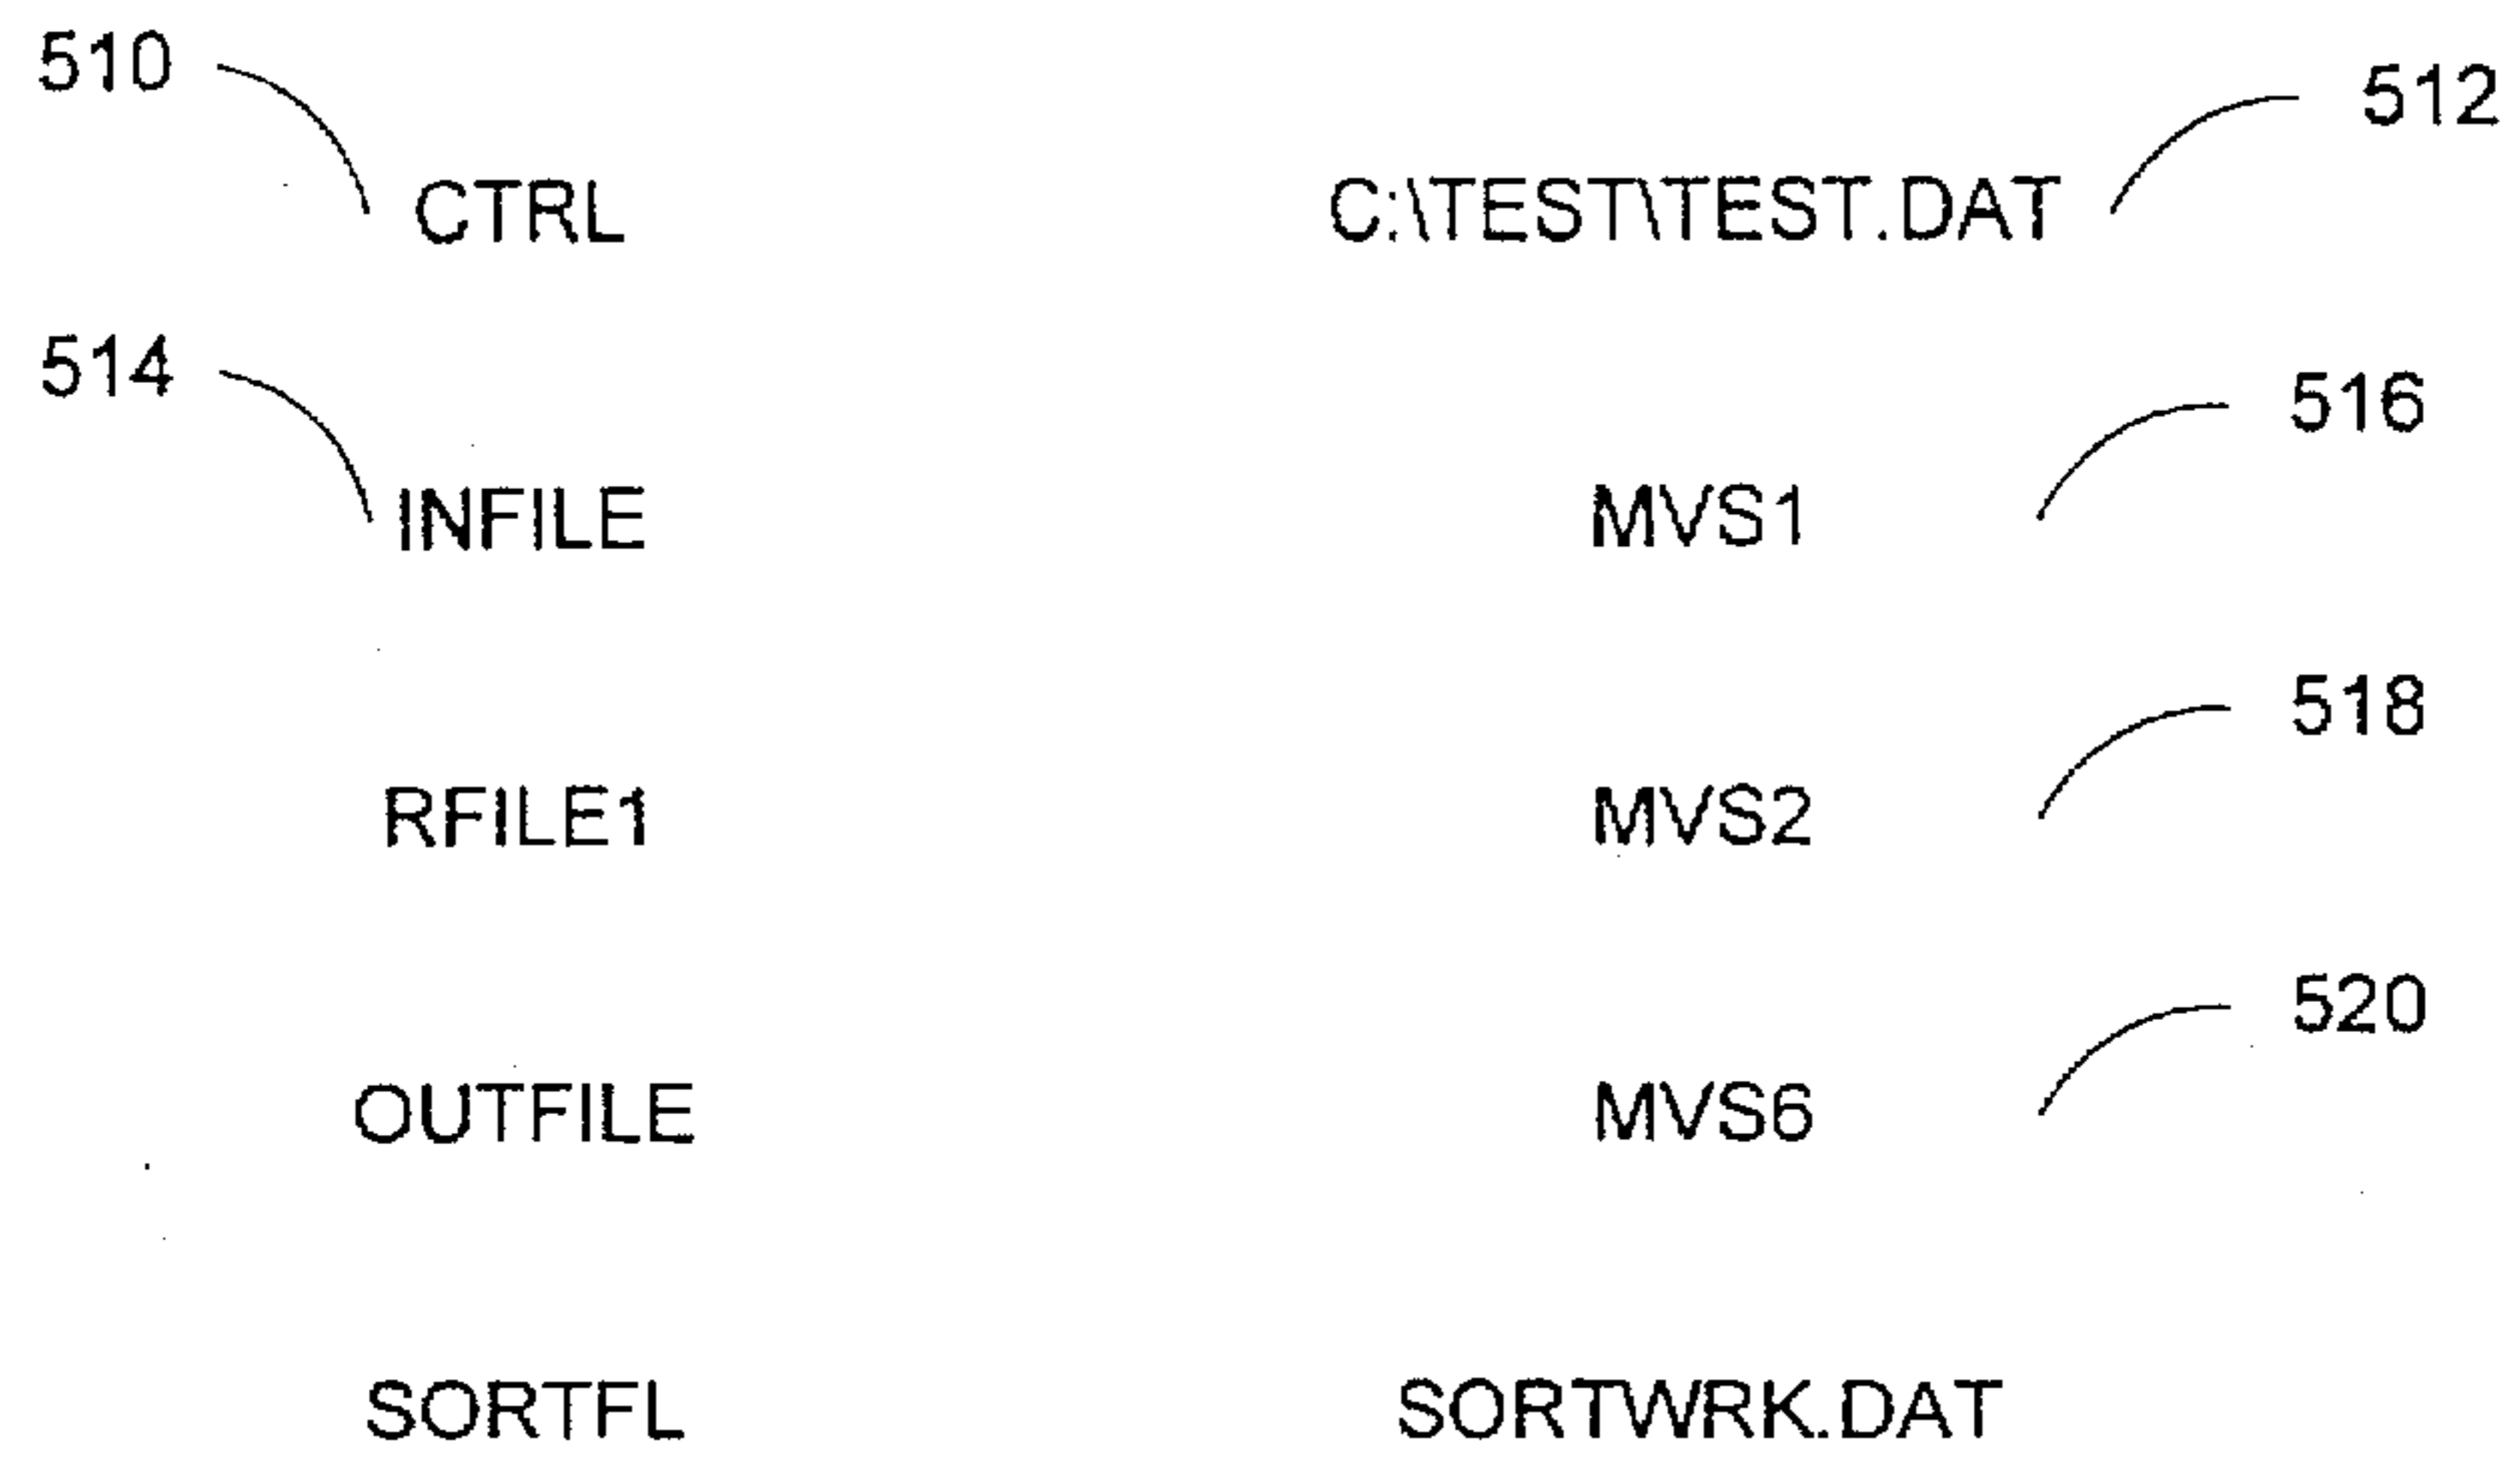 510
512
CTRL C:\TEST\TEST.DAT
514
516
INFILE MVS1
518
RFILE1 MVS2
520
OUTFILE MVS6
SORTFL SORTWRK.DAT